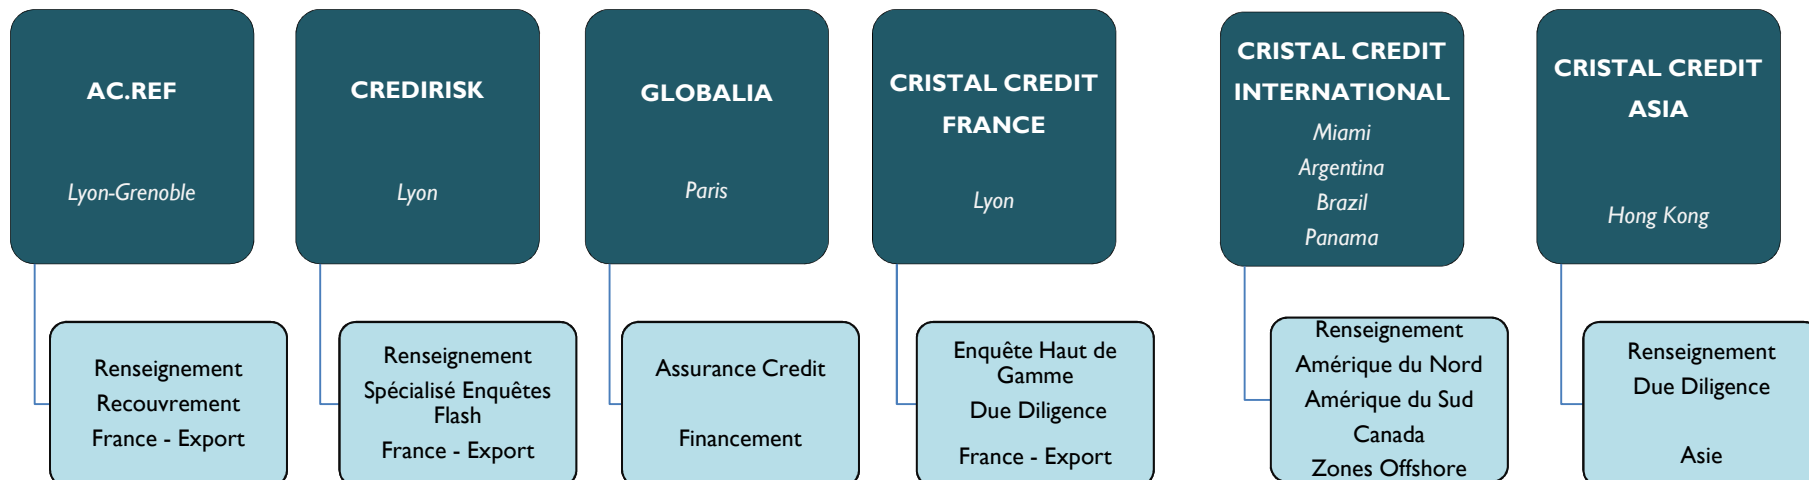 AC.REF
Lyon-Grenoble
CREDIRISK
Lyon
GLOBALIA
Paris
CRISTAL CREDIT
FRANCE
Lyon
CRISTAL CREDIT
INTERNATIONAL
Miami
Argentina
Brazil
Panama
CRISTAL CREDIT
ASIA
Hong Kong
Renseignement
Recouvrement
France - Export
Renseignement
Spécialisé Enquêtes
Flash
France - Export
Assurance Credit
Financement
Enquête Haut de
Gamme
Due Diligence
France - Export
Renseignement
Amérique du Nord
Amérique du Sud
Canada
Zones Offshore
Renseignement
Due Diligence
Asie